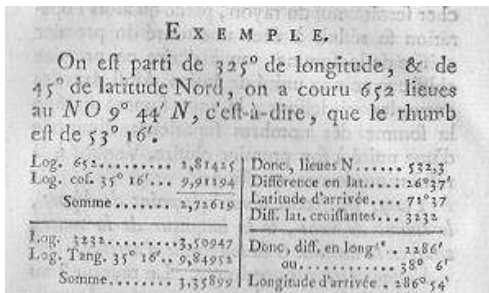 EXEMPLE.
On eſt parti de 325° de longitude, & de
45° de latitude Nord, on a couru 652 lieues
au NO 9° 44' N, c'eſt-à-dire, que le rhumb
eſt de 53° 16'.
Log. 652......... 2,81425
Log. coſ. 35° 16'... 9,91194
Somme....... 2,72619
Donc, lieues N...... 532,3
Différence en lat..... 26°37'
Latitude d'arrivée.... 71°37
Diff. lat. croiſſantes... 3232
Log. 3232.........3,50947
Log. Tang. 35° 16'.. 9,84952
Somme...... 3,35899
Donc, diff. en long.. 2286'
ou.......... 38° 6'
Longitude d'arrivée . 286° 54'